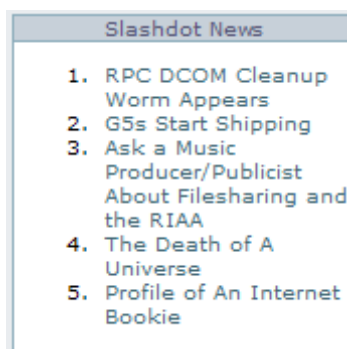 Slashdot News
1. RPC DCOM Cleanup
Worm Appears
2. G5s Start Shipping
3. Ask a Music
Producer/Publicist
About Filesharing and
the RIAA
4. The Death of A
Universe
5. Profile of An Internet
Bookie